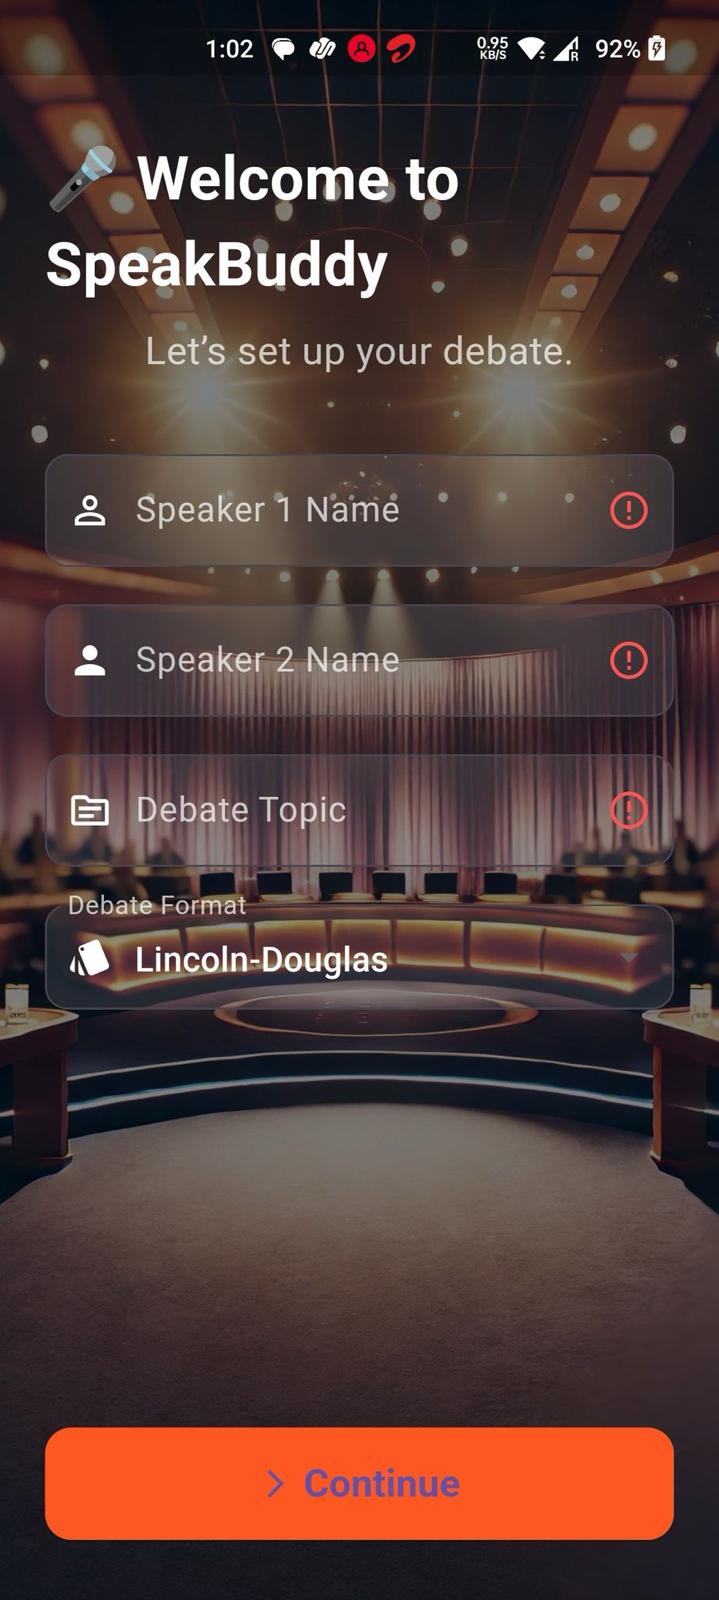 1:02 0.95 KB/S R 92%
🎤 Welcome to
SpeakBuddy
Let’s set up your debate.
Speaker 1 Name
Speaker 2 Name
Debate Topic
Debate Format
Lincoln-Douglas
Continue